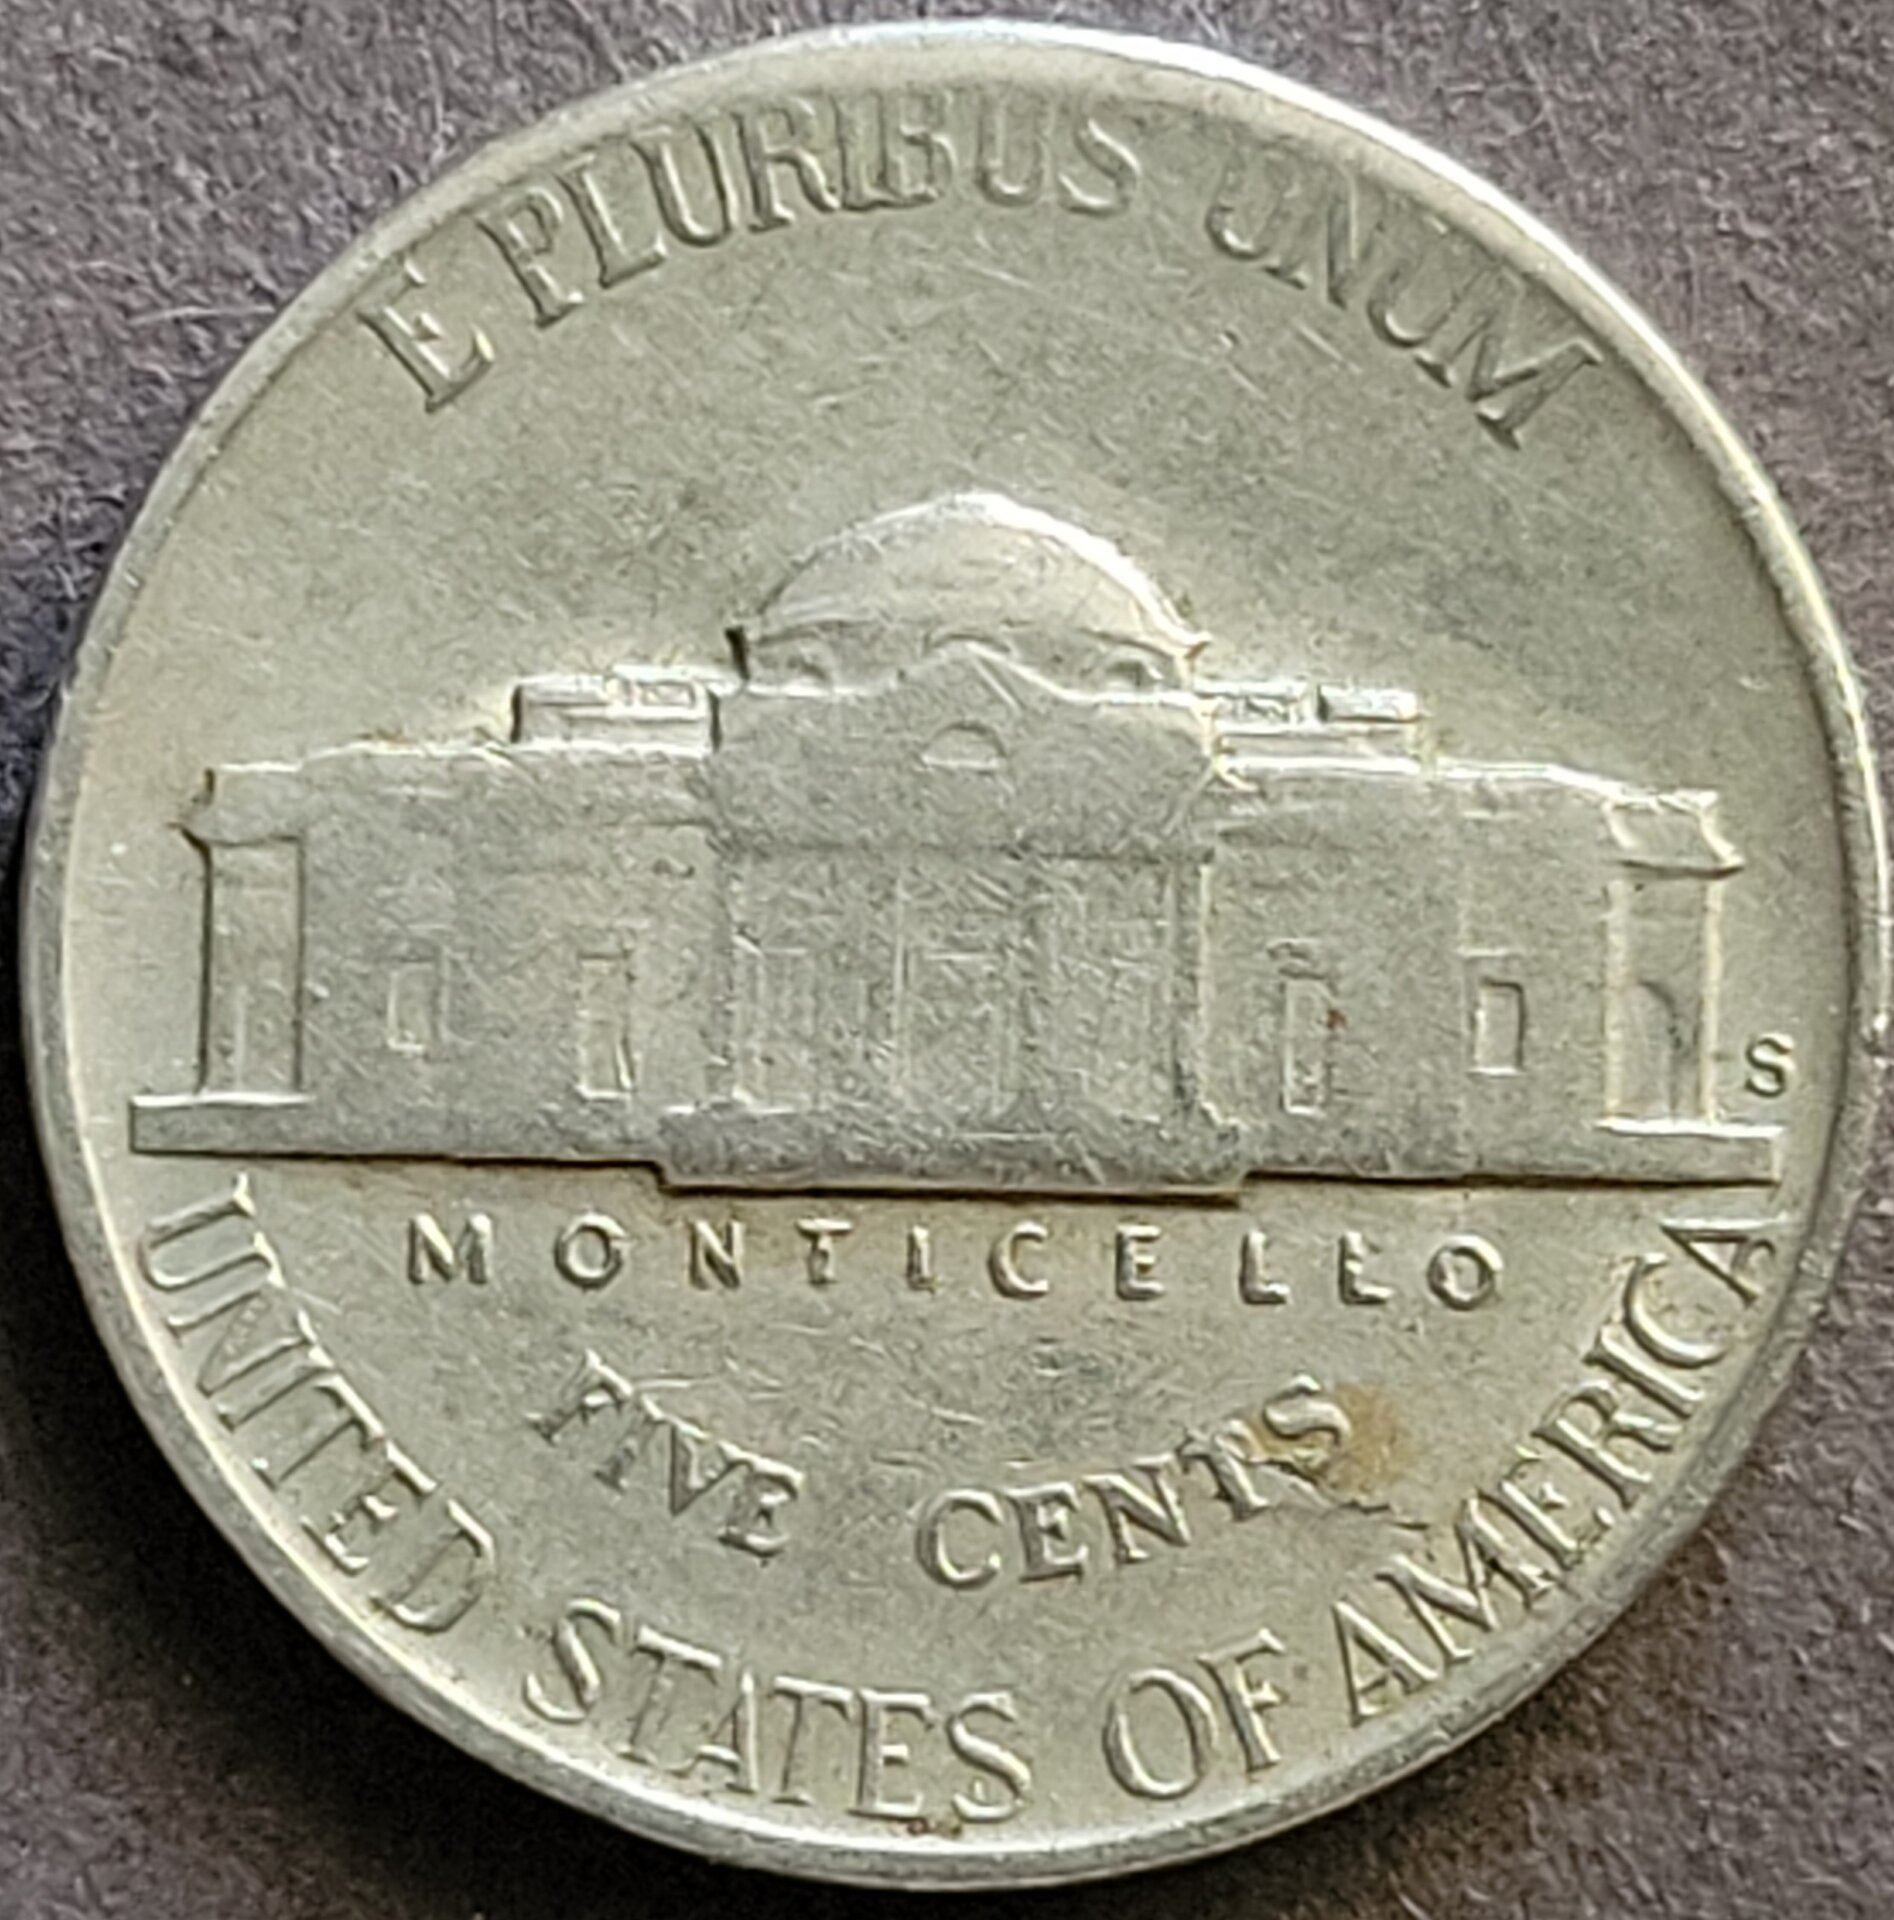 E PLURIBUS UNUM
S
MONTICELLO
FIVE CENTS
UNITED STATES OF AMERICA